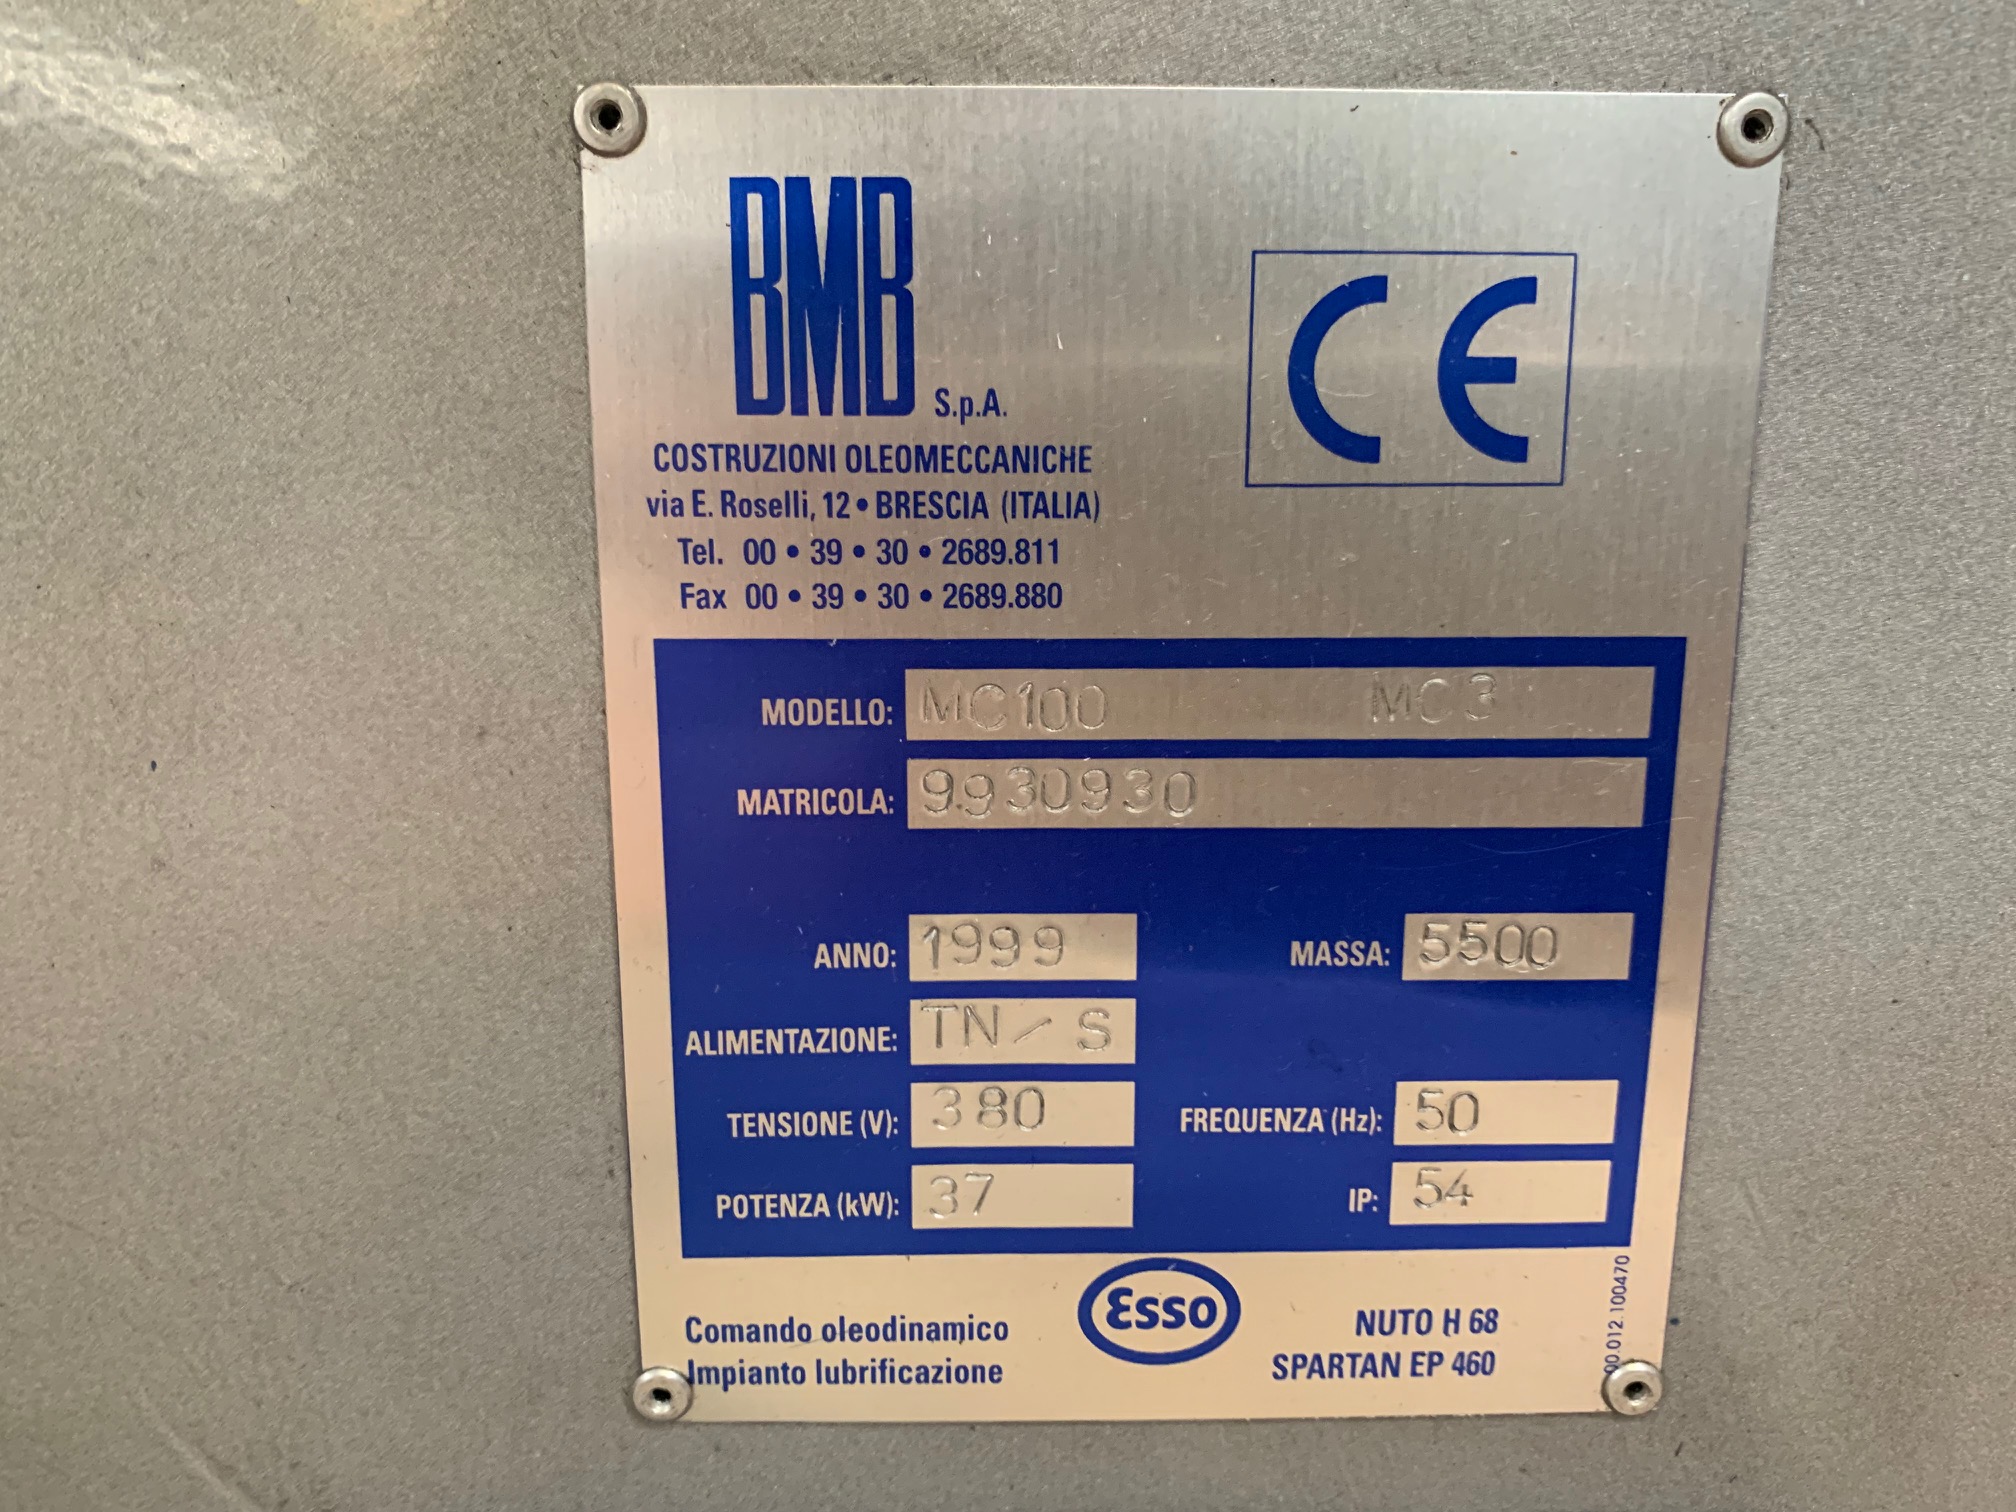 BMB S.p.A.
COSTRUZIONI OLEOMECCANICHE
via E. Roselli, 12 • BRESCIA (ITALIA)
Tel. 00 • 39 • 30 • 2689.811
Fax 00 • 39 • 30 • 2689.880
CE
MODELLO: MC100 MC3
MATRICOLA: 9.930930
ANNO: 1999 MASSA: 5500
ALIMENTAZIONE: TN/S
TENSIONE (V): 380 FREQUENZA (Hz): 50
POTENZA (kW): 37 IP: 54
Comando oleodinamico Esso NUTO H 68
Impianto lubrificazione SPARTAN EP 460
00.012.100470